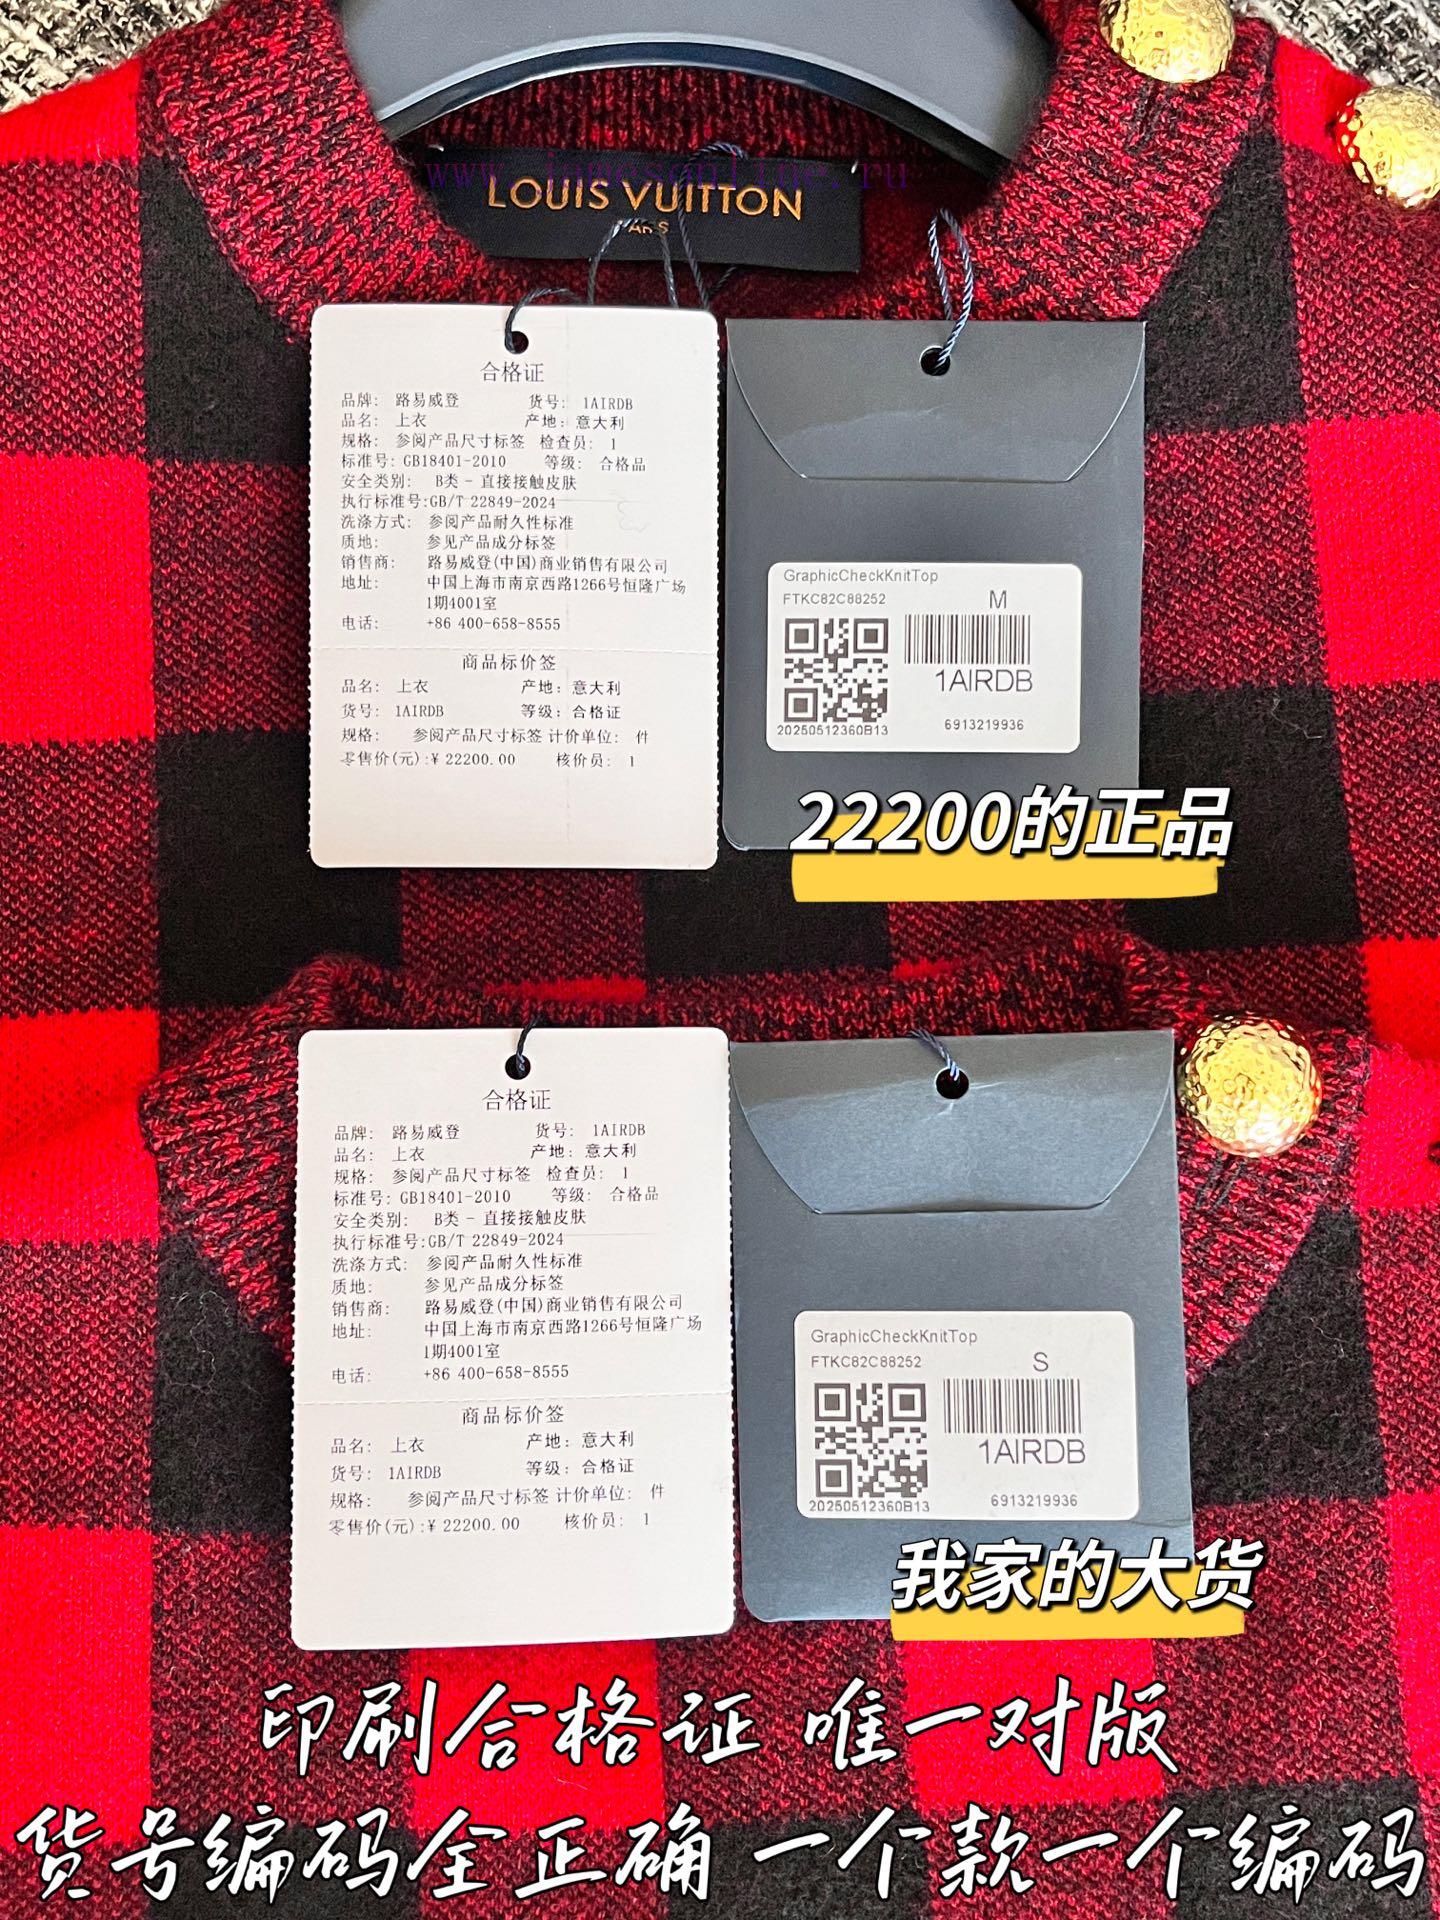 www.jamesonline.ru
LOUIS VUITTON
PARIS
合格证
品牌: 路易威登 货号: 1AIRDB
品名: 上衣 产地: 意大利
规格: 参阅产品尺寸标签 检查员: 1
标准号: GB18401-2010 等级: 合格品
安全类别: B类 - 直接接触皮肤
执行标准号:GB/T 22849-2024
洗涤方式: 参阅产品耐久性标准
质地: 参见产品成分标签
销售商: 路易威登(中国)商业销售有限公司
地址: 中国上海市南京西路1266号恒隆广场
1期4001室
电话: +86 400-658-8555
商品标价签
品名: 上衣 产地: 意大利
货号: 1AIRDB 等级: 合格证
规格: 参阅产品尺寸标签 计价单位: 件
零售价(元):¥ 22200.00 核价员: 1
GraphicCheckKnitTop
FTKC82C88252
M
1AIRDB
20250512360B13 6913219936
22200的正品
合格证
品牌: 路易威登 货号: 1AIRDB
品名: 上衣 产地: 意大利
规格: 参阅产品尺寸标签 检查员: 1
标准号: GB18401-2010 等级: 合格品
安全类别: B类 - 直接接触皮肤
执行标准号:GB/T 22849-2024
洗涤方式: 参阅产品耐久性标准
质地: 参见产品成分标签
销售商: 路易威登(中国)商业销售有限公司
地址: 中国上海市南京西路1266号恒隆广场
1期4001室
电话: +86 400-658-8555
商品标价签
品名: 上衣 产地: 意大利
货号: 1AIRDB 等级: 合格证
规格: 参阅产品尺寸标签 计价单位: 件
零售价(元):¥ 22200.00 核价员: 1
GraphicCheckKnitTop
FTKC82C88252
S
1AIRDB
20250512360B13 6913219936
我家的大货
印刷合格证 唯一对版
货号编码全正确 一个款一个编码